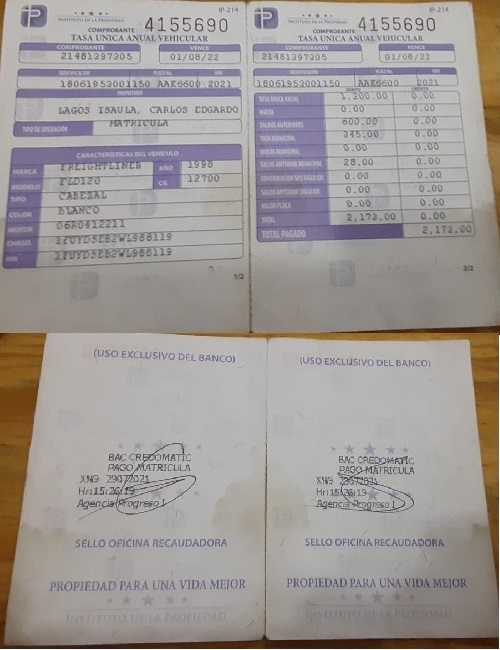 IP-214
INSTITUTO DE LA PROPIEDAD
COMPROBANTE 4155690
TASA UNICA ANUAL VEHICULAR
COMPROBANTE VENCE
21481397305 01/08/22
IDENTIFICACION PLACA No. AÑO
18061953001150 AAK6600 2021
PROPIETARIO
LAGOS ISAULA, CARLOS EDGARDO
TIPO DE OPERACIÓN MATRICULA
CARACTERÍSTICAS DEL VEHÍCULO
MARCA FREIGHTLINER AÑO 1998
MODELO FLD120 CIL 12700
TIPO CABEZAL
COLOR BLANCO
MOTOR 06R0412211
CHASIS 1FUYDSEB2WL988119
VIN 1FUYDSEB2WL988119
1/2
IP-214
INSTITUTO DE LA PROPIEDAD
COMPROBANTE 4155690
TASA UNICA ANUAL VEHICULAR
COMPROBANTE VENCE
21481397305 01/08/22
IDENTIFICACION PLACA No. AÑO
18061953001150 AAK6600 2021
DEBITO CREDITO
TASA UNICA ANUAL 1,200.00 0.00
MULTA 0.00 0.00
SALDOS ANTERIORES 600.00 0.00
TASA MUNICIPAL 345.00 0.00
MULTA MUNICIPAL 0.00 0.00
SALDO ANTERIOR MUNICIPAL 28.00 0.00
0.00 0.00
0.00 0.00
VALOR PLACA 0.00 0.00
TOTAL 2,173.00 0.00
TOTAL PAGADO 2,173.00
2/2
(USO EXCLUSIVO DEL BANCO)
BAC CREDOMATIC
PAGO MATRICULA
XN9 29072021
Hr:15:26:19
Agencia Progreso I
SELLO OFICINA RECAUDADORA
PROPIEDAD PARA UNA VIDA MEJOR
INSTITUTO DE LA PROPIEDAD
(USO EXCLUSIVO DEL BANCO)
BAC CREDOMATIC
PAGO MATRICULA
XN9 29072021
Hr:15:26:19
Agencia Progreso I
SELLO OFICINA RECAUDADORA
PROPIEDAD PARA UNA VIDA MEJOR
INSTITUTO DE LA PROPIEDAD